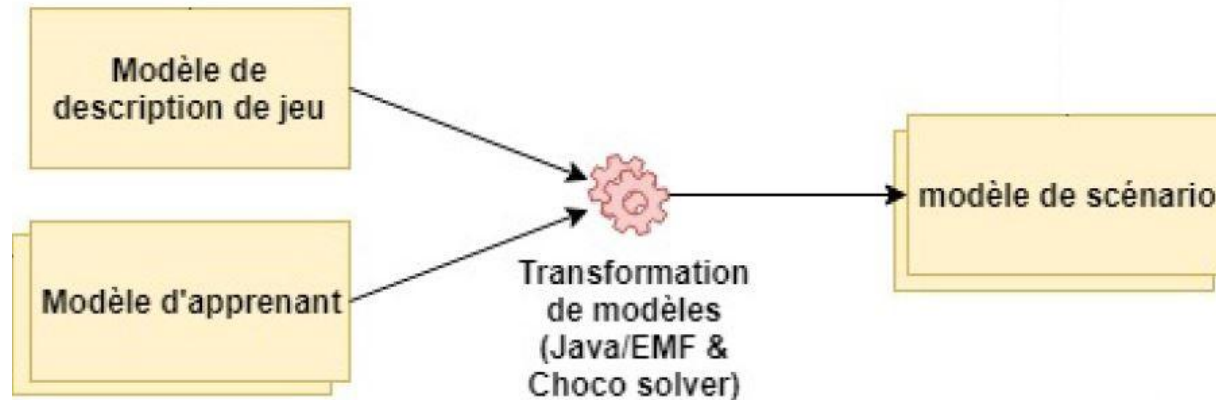 Modèle de
description de jeu
Modèle d'apprenant
Transformation
de modèles
(Java/EMF &
Choco solver)
modèle de scénario